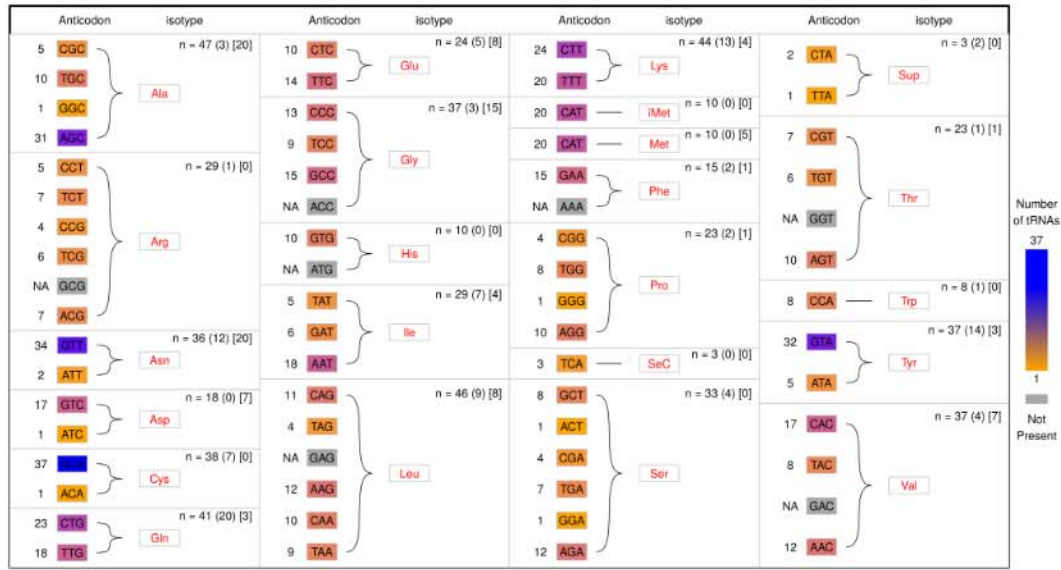 Anticodon isotype
n = 47 (3) [20]
5 CGC
10 TGC
Ala
1 GGC
31 AGC
n = 29 (1) [0]
5 CCT
7 TCT
4 CCG
Arg
6 TCG
NA GCG
7 ACG
n = 36 (12) [20]
34 GTT
Asn
2 ATT
n = 18 (0) [7]
17 GTC
Asp
1 ATC
n = 38 (7) [0]
37
Cys
1 ACA
n = 41 (20) [3]
23 CTG
Gln
18 TTG
Anticodon isotype
n = 24 (5) [8]
10 CTC
Glu
14 TTC
n = 37 (3) [15]
13 CCC
9 TCC
Gly
15 GCC
NA ACC
n = 10 (0) [0]
10 GTG
His
NA ATG
n = 29 (7) [4]
5 TAT
6 GAT
Ile
18 AAT
n = 46 (9) [8]
11 CAG
4 TAG
NA GAG
Leu
12 AAG
10 CAA
9 TAA
Anticodon isotype
n = 44 (13) [4]
24 CTT
Lys
20 TTT
n = 10 (0) [0]
20 CAT iMet
n = 10 (0) [5]
20 CAT Met
n = 15 (2) [1]
15 GAA
Phe
NA AAA
n = 23 (2) [1]
4 CGG
8 TGG
Pro
1 GGG
10 AGG
n = 3 (0) [0]
3 TCA SeC
n = 33 (4) [0]
8 GCT
1 ACT
4 CGA
Ser
7 TGA
1 GGA
12 AGA
Anticodon isotype
n = 3 (2) [0]
2 CTA
Sup
1 TTA
n = 23 (1) [1]
7 CGT
6 TGT
Thr
NA GGT
10 AGT
n = 8 (1) [0]
8 CCA Trp
n = 37 (14) [3]
32 GTA
Tyr
5 ATA
n = 37 (4) [7]
17 CAC
8 TAC
Val
NA GAC
12 AAC
Number
of tRNAs
37
1
Not
Present